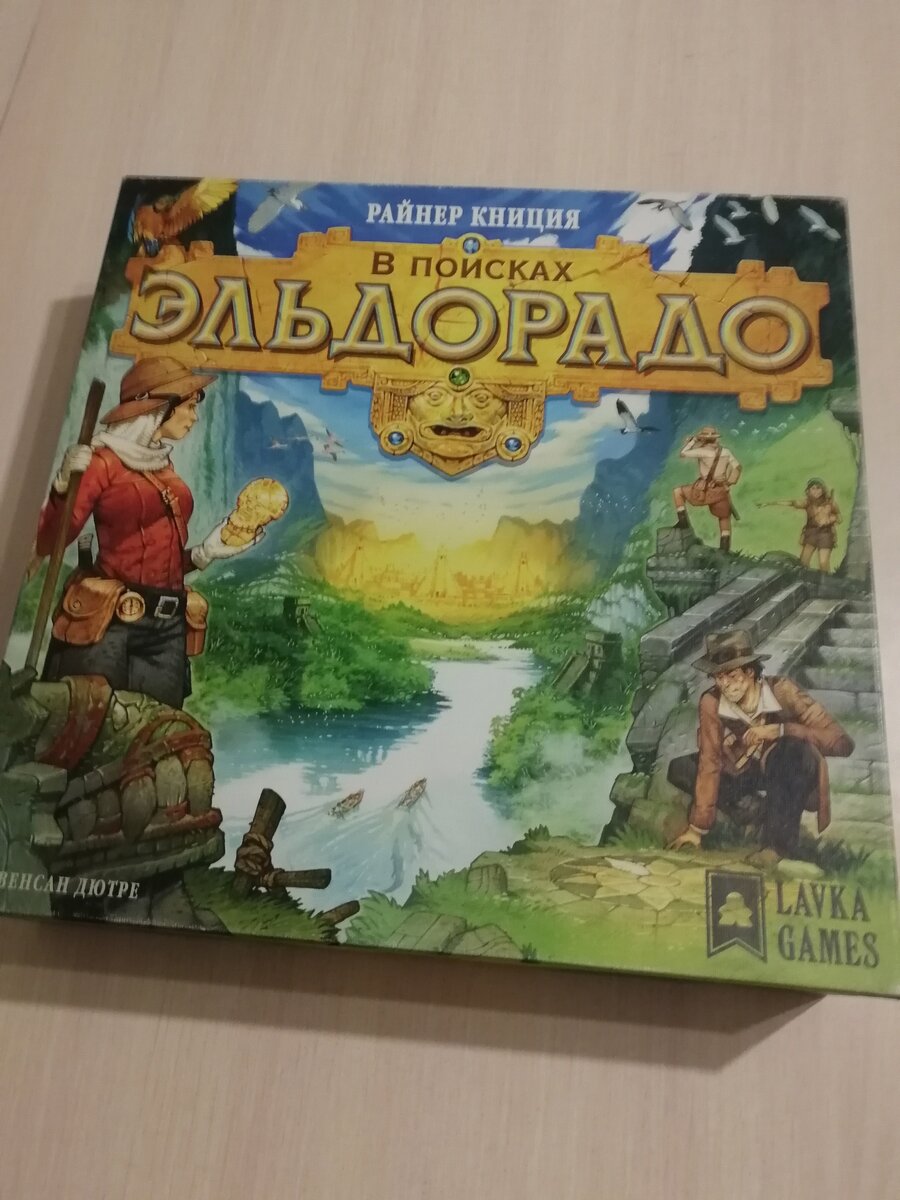 РАЙНЕР КНИЦИЯ
В ПОИСКАХ
ЭЛЬДОРАДО
ВЕНСАН ДЮТРЕ
LAVKA
GAMES